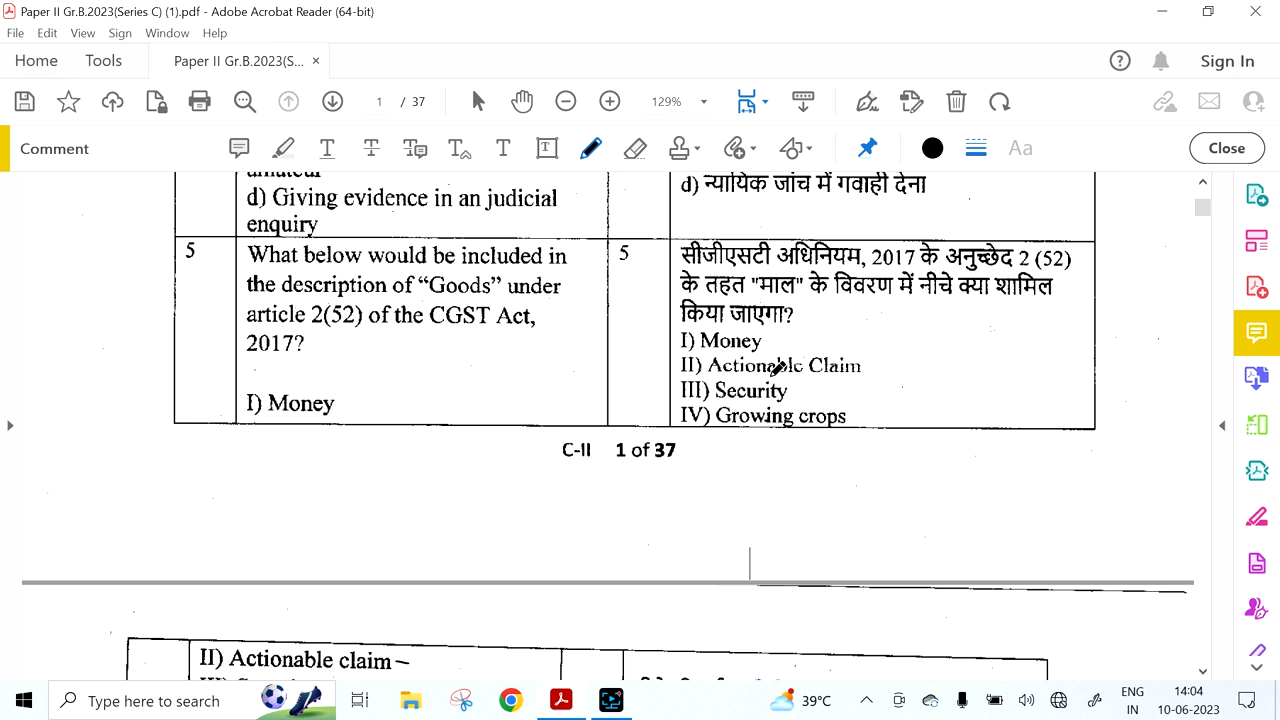 Paper II Gr.B.2023(Series C) (1).pdf - Adobe Acrobat Reader (64-bit)
File Edit View Sign Window Help
Home Tools Paper II Gr.B.2023(S... × Sign In
1 / 37 129%
Comment Close
amateur
d) Giving evidence in an judicial
enquiry
d) न्यायिक जांच में गवाही देना
5 What below would be included in
the description of “Goods” under
article 2(52) of the CGST Act,
2017?
I) Money
5 सीजीएसटी अधिनियम, 2017 के अनुच्छेद 2 (52)
के तहत "माल" के विवरण में नीचे क्या शामिल
किया जाएगा?
I) Money
II) Actionable Claim
III) Security
IV) Growing crops
C-II 1 of 37
II) Actionable claim –
Type here to search
39°C
ENG
IN
14:04
10-06-2023